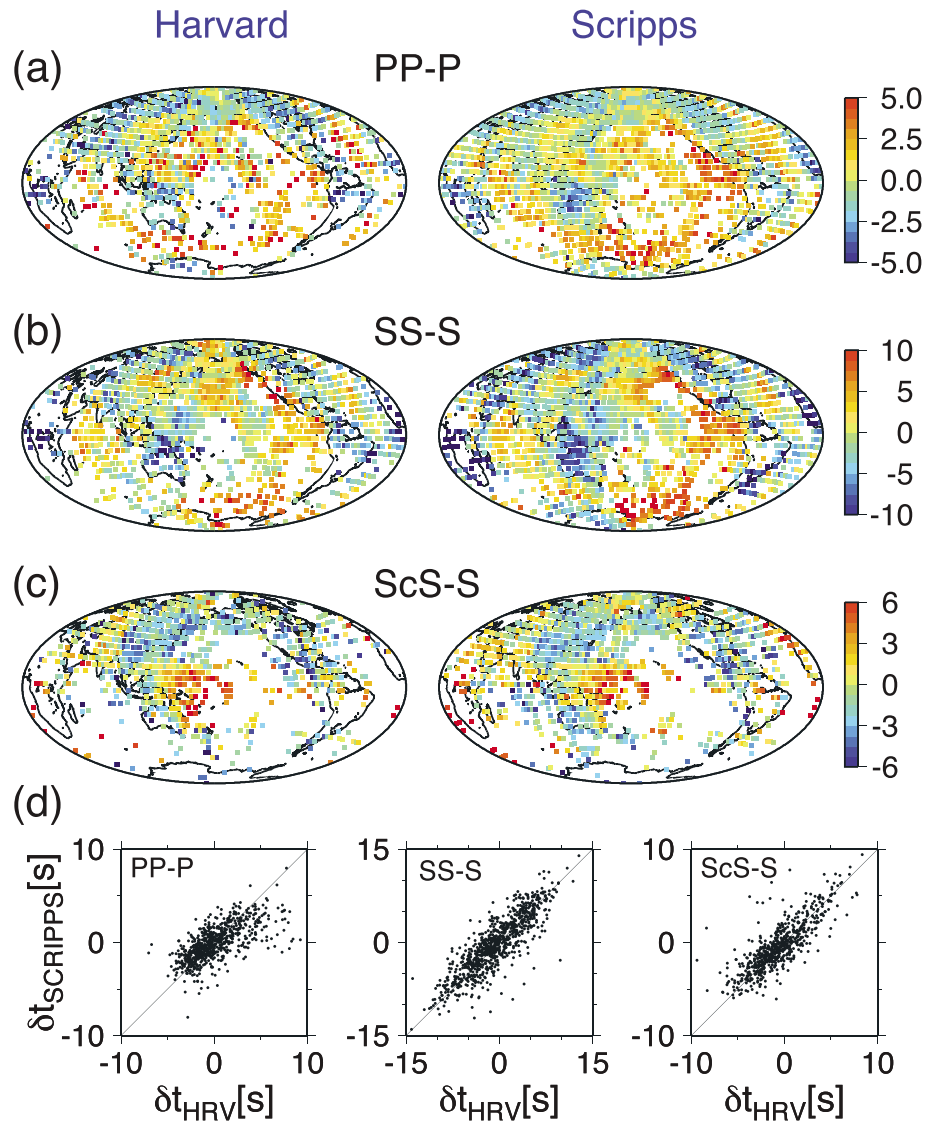 Harvard Scripps
(a) PP-P
5.0
2.5
0.0
-2.5
-5.0
(b) SS-S
10
5
0
-5
-10
(c) ScS-S
6
3
0
-3
-6
(d)
δtSCRIPPS[s]
10
0
-10
PP-P
-10 0 10
δtHRV[s]
15
0
-15
SS-S
-15 0 15
δtHRV[s]
10
0
-10
ScS-S
-10 0 10
δtHRV[s]